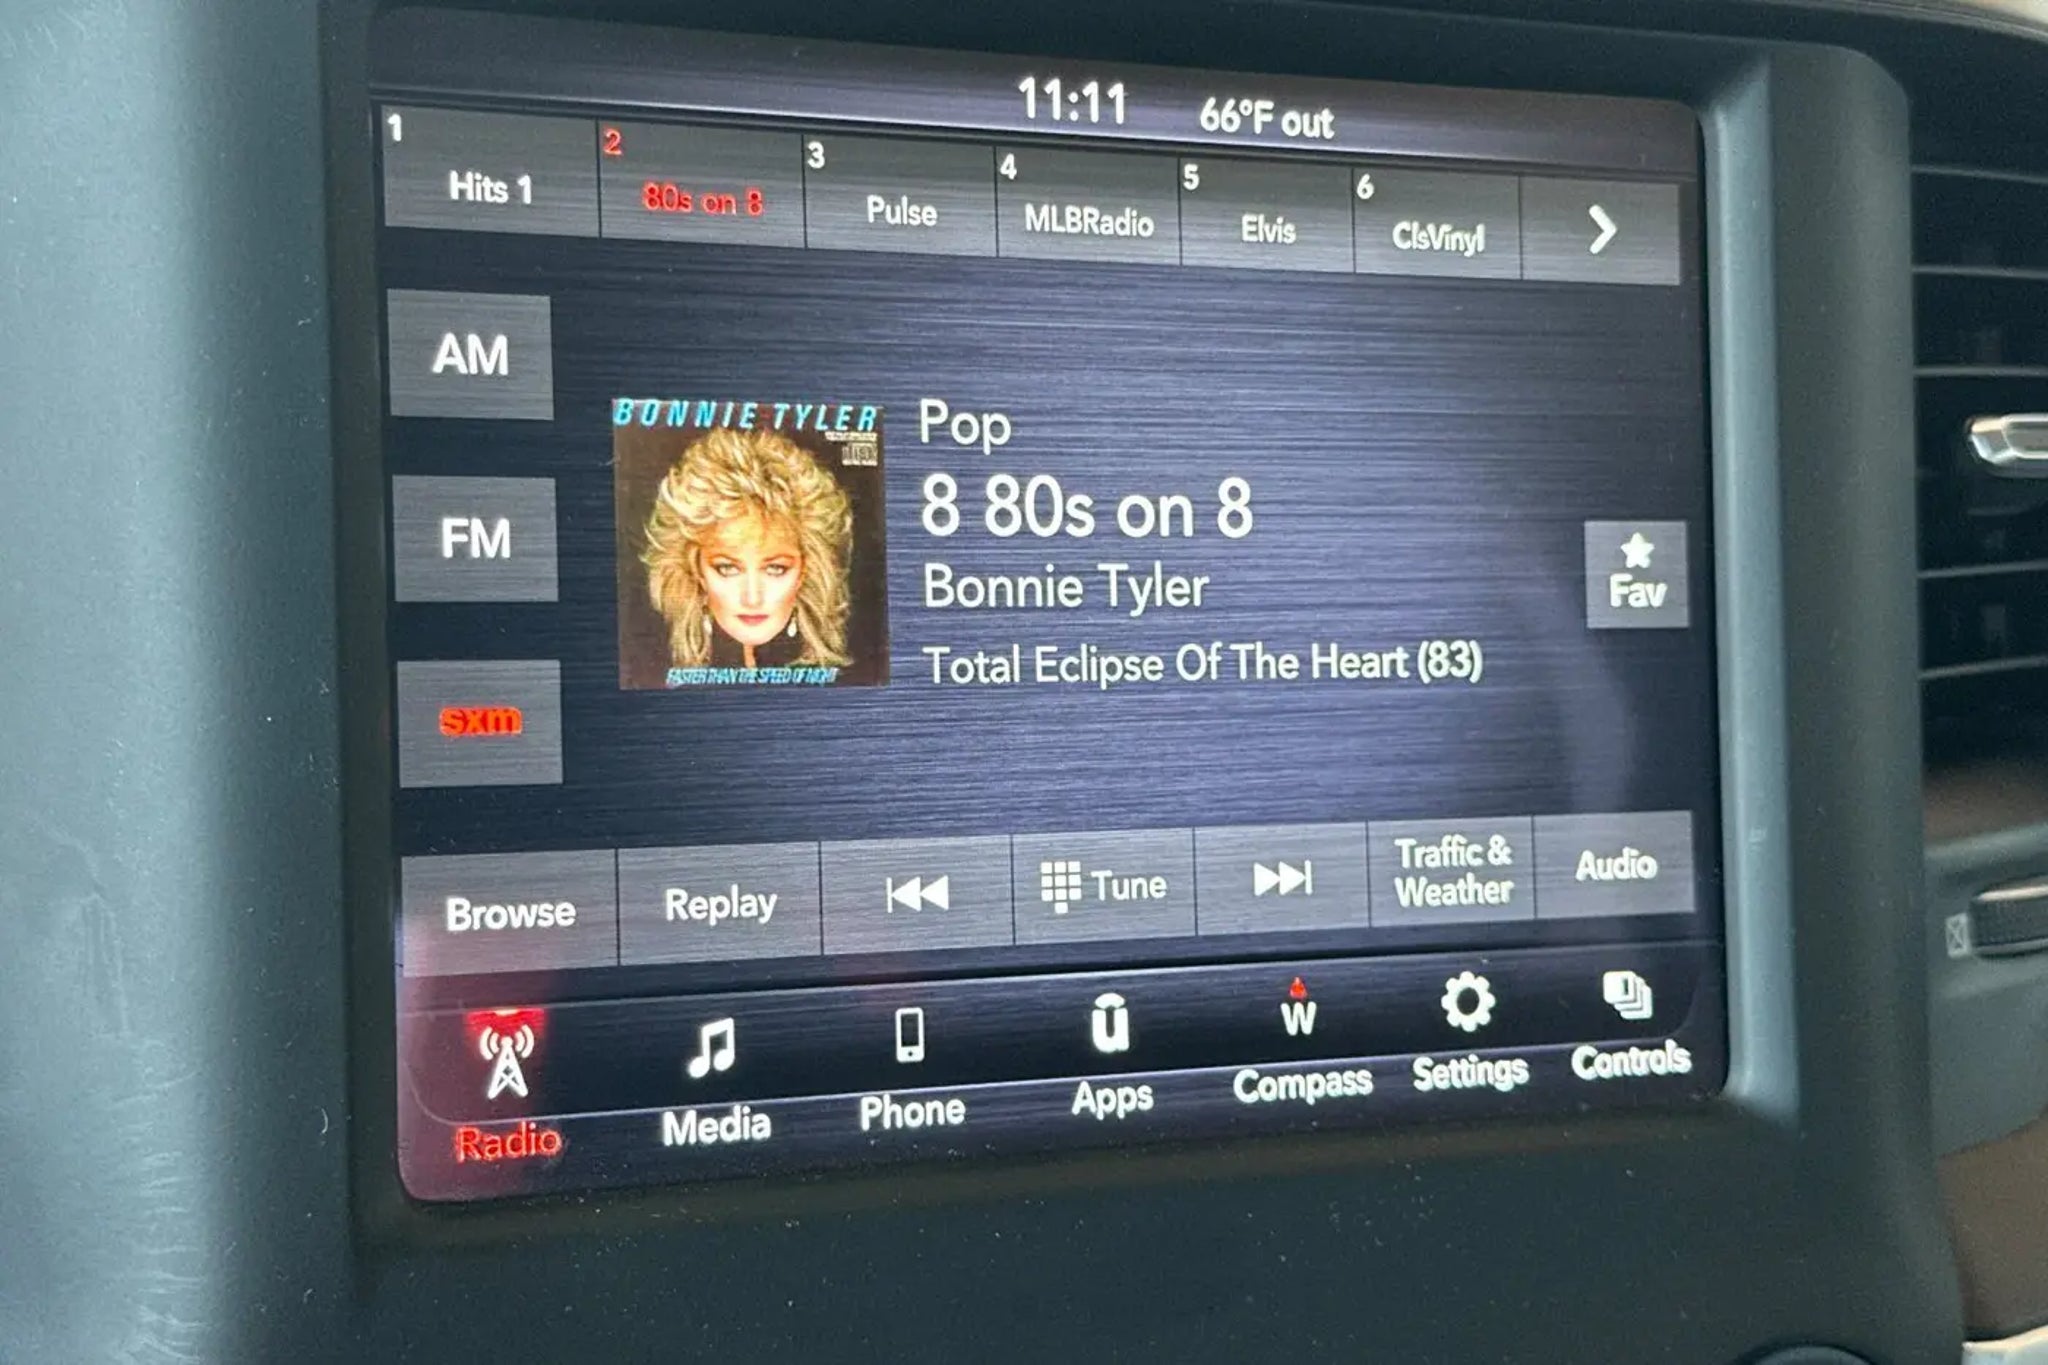 11:11 66°F out
1 Hits 1
2 80s on 8
3 Pulse
4 MLBRadio
5 Elvis
6 ClsVinyl
AM
FM
sxm
BONNIE TYLER
FASTER THAN THE SPEED OF NIGHT
Pop
8 80s on 8
Bonnie Tyler
Total Eclipse Of The Heart (83)
Fav
Browse
Replay
Tune
Traffic &
Weather
Audio
Radio
Media
Phone
ū
Apps
W
Compass
Settings
1
Controls